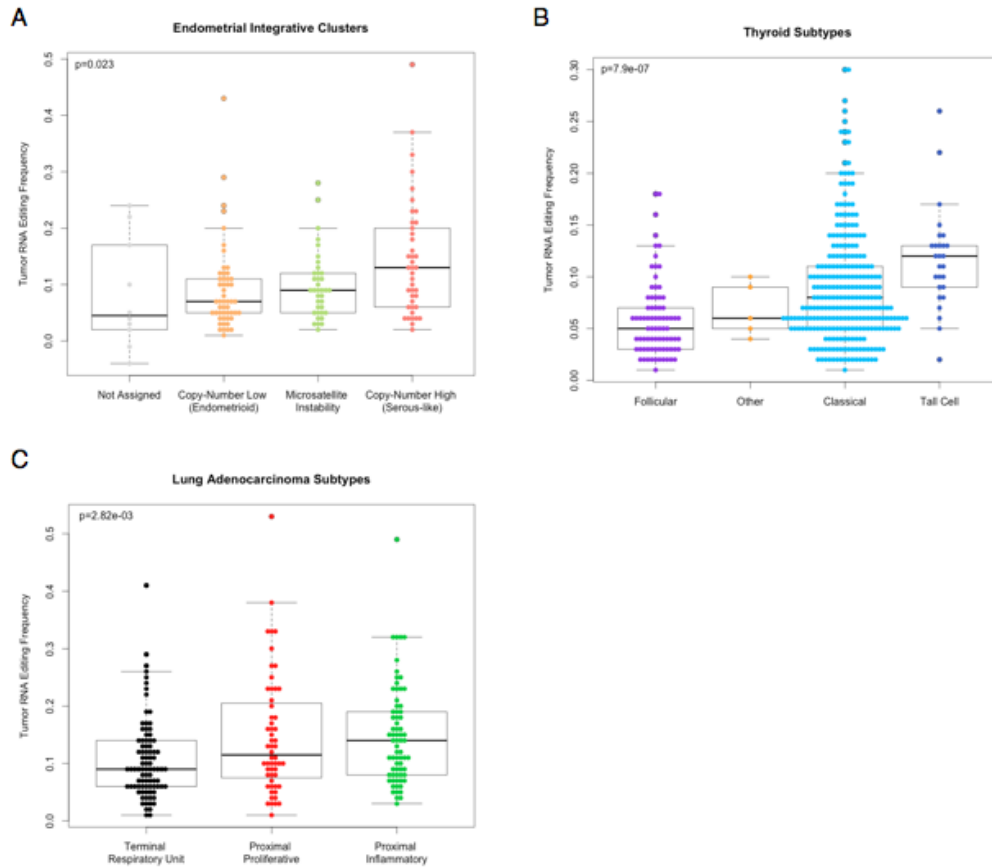 A
Endometrial Integrative Clusters
p=0.023
Tumor RNA Editing Frequency
0.5
0.4
0.3
0.2
0.1
0.0
Not Assigned
Copy-Number Low
(Endometrioid)
Microsatellite
Instability
Copy-Number High
(Serous-like)
B
Thyroid Subtypes
p=7.9e-07
Tumor RNA Editing Frequency
0.30
0.25
0.20
0.15
0.10
0.05
0.00
Follicular
Other
Classical
Tall Cell
C
Lung Adenocarcinoma Subtypes
p=2.82e-03
Tumor RNA Editing Frequency
0.5
0.4
0.3
0.2
0.1
0.0
Terminal
Respiratory Unit
Proximal
Proliferative
Proximal
Inflammatory